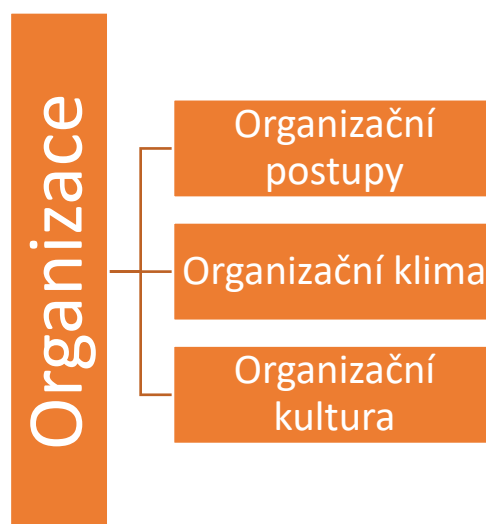 Organizace
Organizační
postupy
Organizační klima
Organizační
kultura